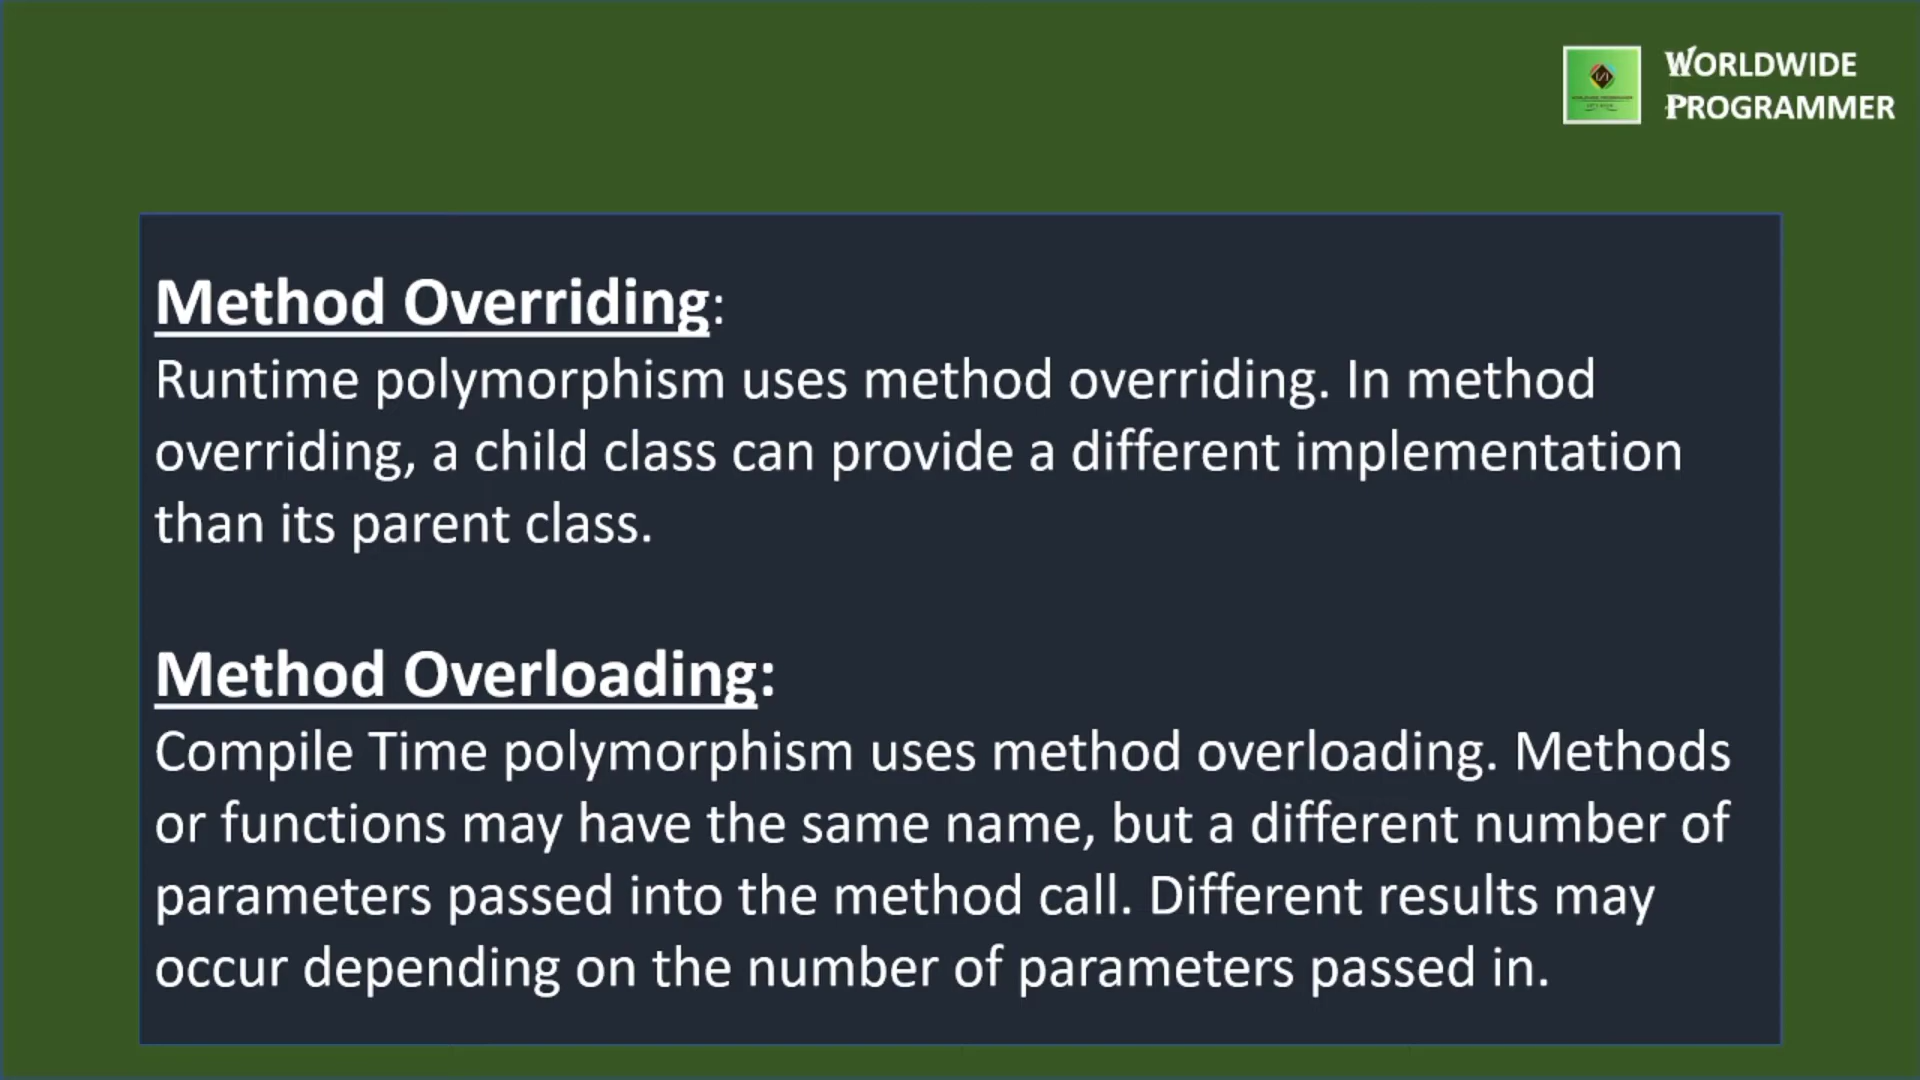 WORLDWIDE
PROGRAMMER
Method Overriding:
Runtime polymorphism uses method overriding. In method
overriding, a child class can provide a different implementation
than its parent class.
Method Overloading:
Compile Time polymorphism uses method overloading. Methods
or functions may have the same name, but a different number of
parameters passed into the method call. Different results may
occur depending on the number of parameters passed in.